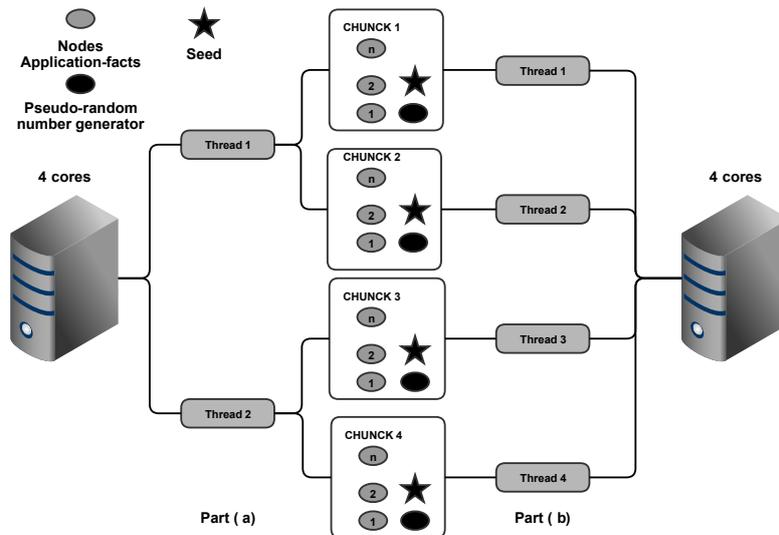 Nodes
Application-facts
Seed
Pseudo-random
number generator
4 cores
Thread 1
Thread 2
CHUNCK 1
n
2
1
CHUNCK 2
n
2
1
CHUNCK 3
n
2
1
CHUNCK 4
n
2
1
Thread 1
Thread 2
Thread 3
Thread 4
4 cores
Part ( a)
Part ( b)